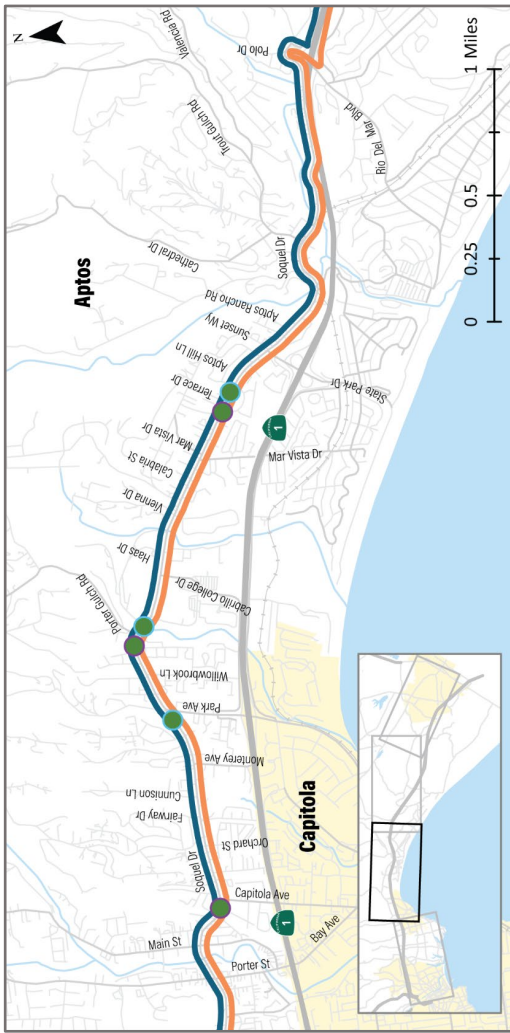 N
Valencia Rd
Polo Dr
Trout Gulch Rd
Rio Del Mar Blvd
Cathedral Dr
Soquel Dr
Aptos
Aptos Rancho Rd
Sunset Wy
Aptos Hill Ln
Terrace Dr
State Park Dr
Mar Vista Dr
1
Mar Vista Dr
Calabria St
Vienna Dr
Haas Dr
Cabrillo College Dr
Porter Gulch Rd
Willowbrook Ln
Park Ave
Monterey Ave
Cunnison Ln
Fairway Dr
Orchard St
Soquel Dr
Capitola
Capitola Ave
1
Bay Ave
Main St
Porter St
0 0.25 0.5 1 Miles